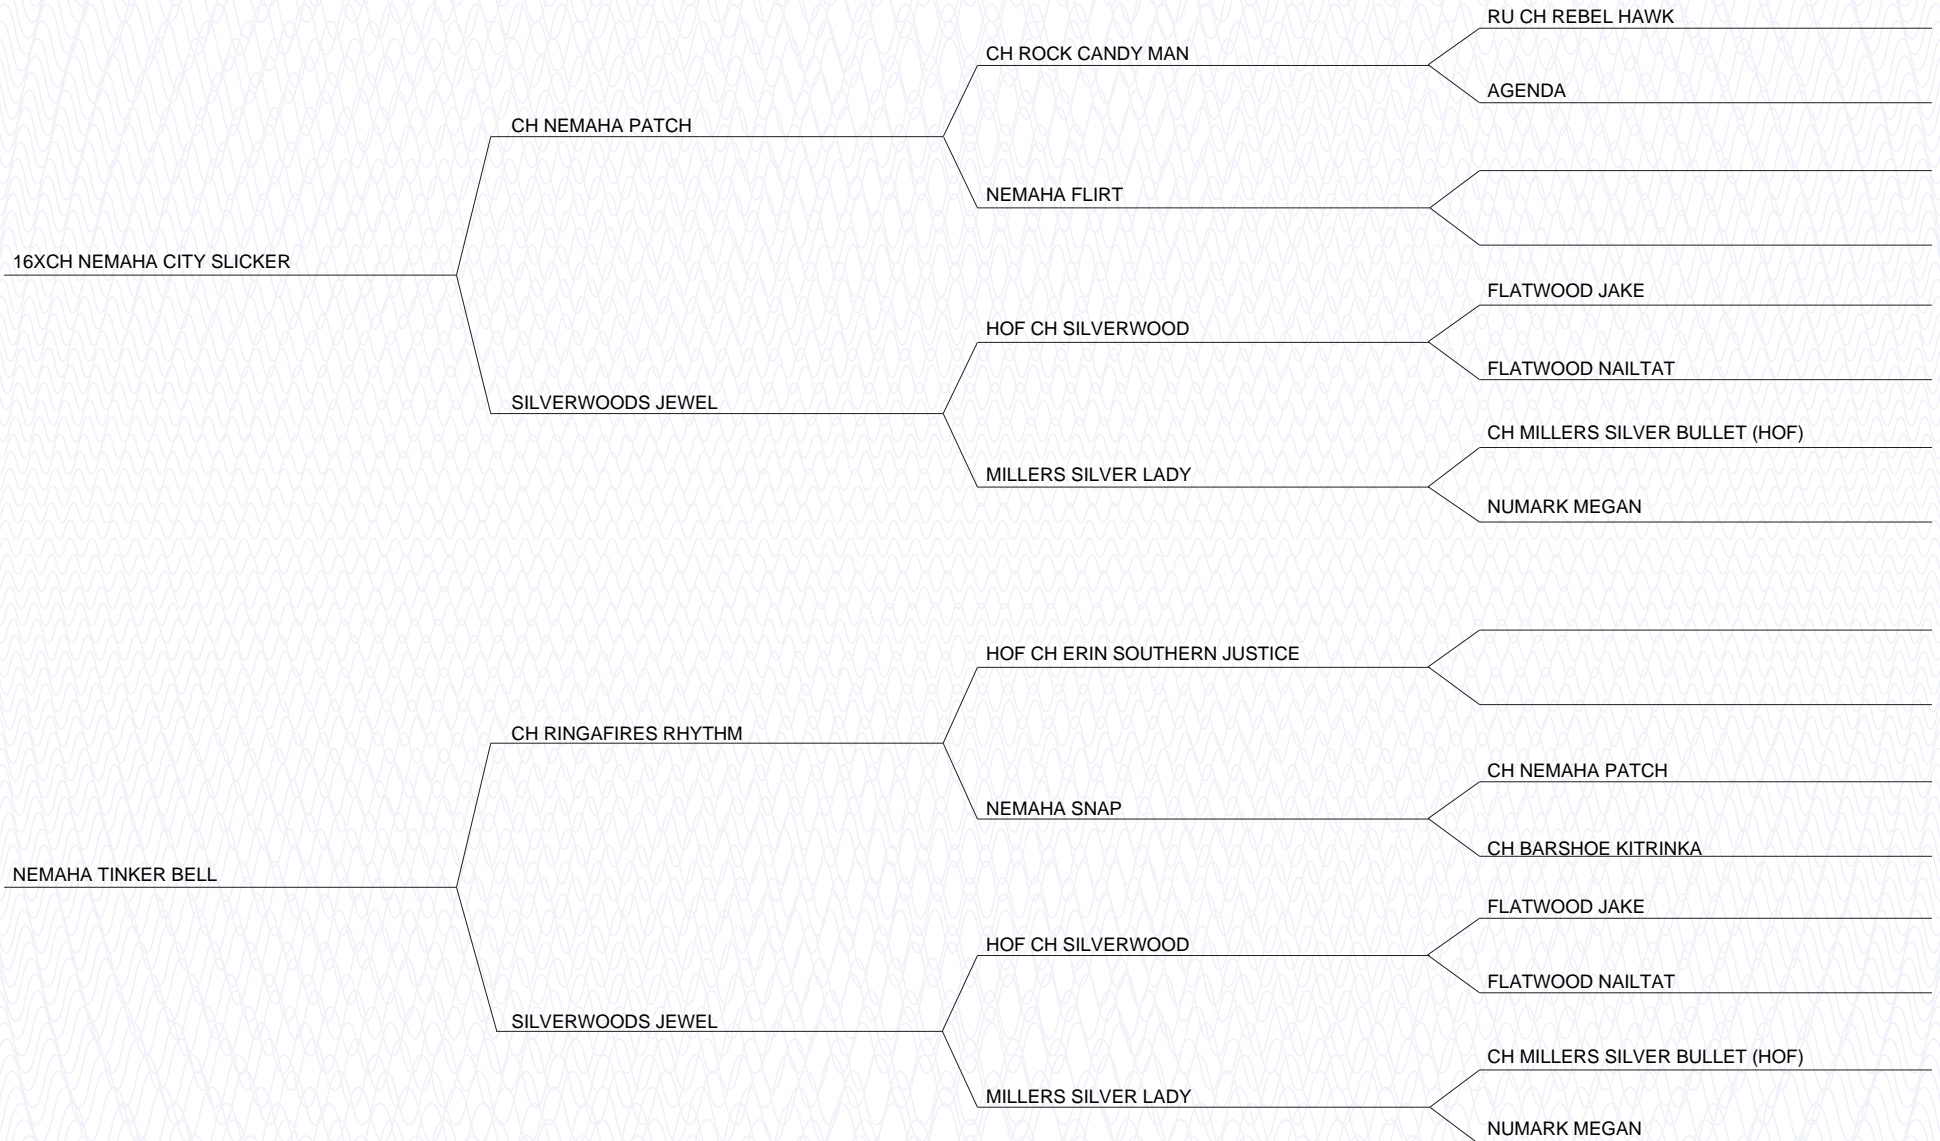 RU CH REBEL HAWK
CH ROCK CANDY MAN
AGENDA
CH NEMAHA PATCH
NEMAHA FLIRT
16XCH NEMAHA CITY SLICKER
FLATWOOD JAKE
HOF CH SILVERWOOD
FLATWOOD NAILTAT
SILVERWOODS JEWEL
CH MILLERS SILVER BULLET (HOF)
MILLERS SILVER LADY
NUMARK MEGAN
HOF CH ERIN SOUTHERN JUSTICE
CH RINGAFIRES RHYTHM
CH NEMAHA PATCH
NEMAHA SNAP
CH BARSHOE KITRINKA
NEMAHA TINKER BELL
FLATWOOD JAKE
HOF CH SILVERWOOD
FLATWOOD NAILTAT
SILVERWOODS JEWEL
CH MILLERS SILVER BULLET (HOF)
MILLERS SILVER LADY
NUMARK MEGAN